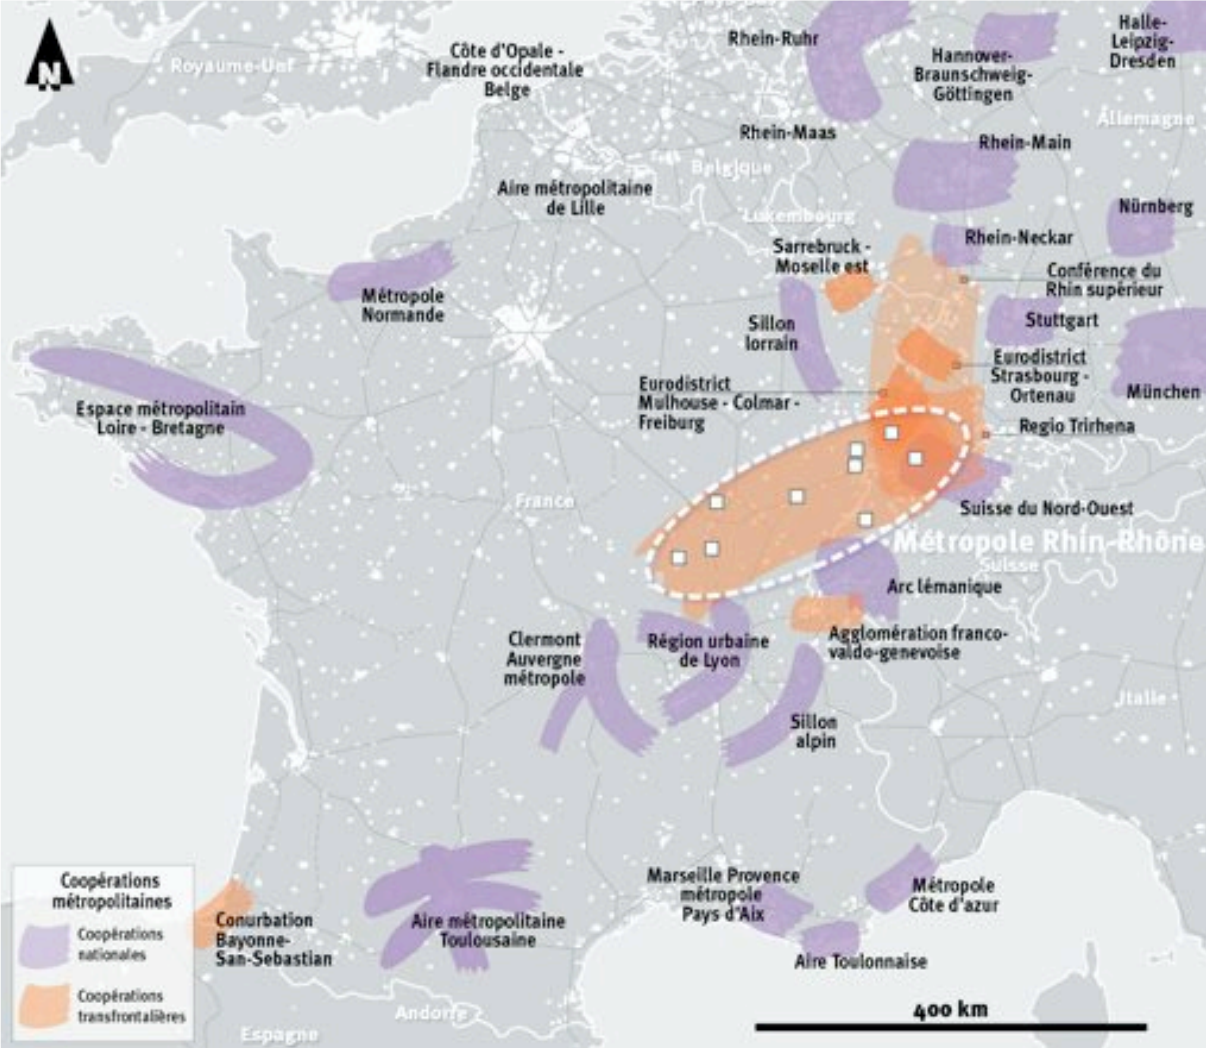 N
Royaume-Uni
Côte d'Opale -
Flandre occidentale
Belge
Rhein-Ruhr
Hannover-
Braunschweig-
Göttingen
Halle-
Leipzig-
Dresden
Allemagne
Rhein-Maas
Rhein-Main
Belgique
Aire métropolitaine
de Lille
Luxembourg
Nürnberg
Sarrebruck -
Moselle est
Rhein-Neckar
Conférence du
Rhin supérieur
Métropole
Normande
Sillon
lorrain
Stuttgart
Eurodistrict
Strasbourg -
Ortenau
München
Eurodistrict
Mulhouse - Colmar -
Freiburg
Espace métropolitain
Loire - Bretagne
Regio Trirhena
France
Suisse du Nord-Ouest
Métropole Rhin-Rhône
Suisse
Arc lémanique
Clermont
Auvergne
métropole
Région urbaine
de Lyon
Agglomération franco-
valdo-genevoise
Italie
Sillon
alpin
Coopérations
métropolitaines
Coopérations
nationales
Coopérations
transfrontalières
Conurbation
Bayonne-
San-Sebastian
Aire métropolitaine
Toulousaine
Marseille Provence
métropole
Pays d'Aix
Métropole
Côte d'azur
Aire Toulonnaise
Andorre
Espagne
400 km